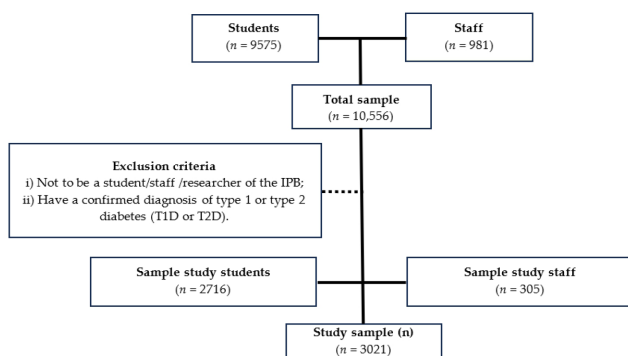 Students
(n = 9575)
Staff
(n = 981)
Total sample
(n = 10,556)
Exclusion criteria
i) Not to be a student/staff /researcher of the IPB;
ii) Have a confirmed diagnosis of type 1 or type 2
diabetes (T1D or T2D).
Sample study students
(n = 2716)
Sample study staff
(n = 305)
Study sample (n)
(n = 3021)